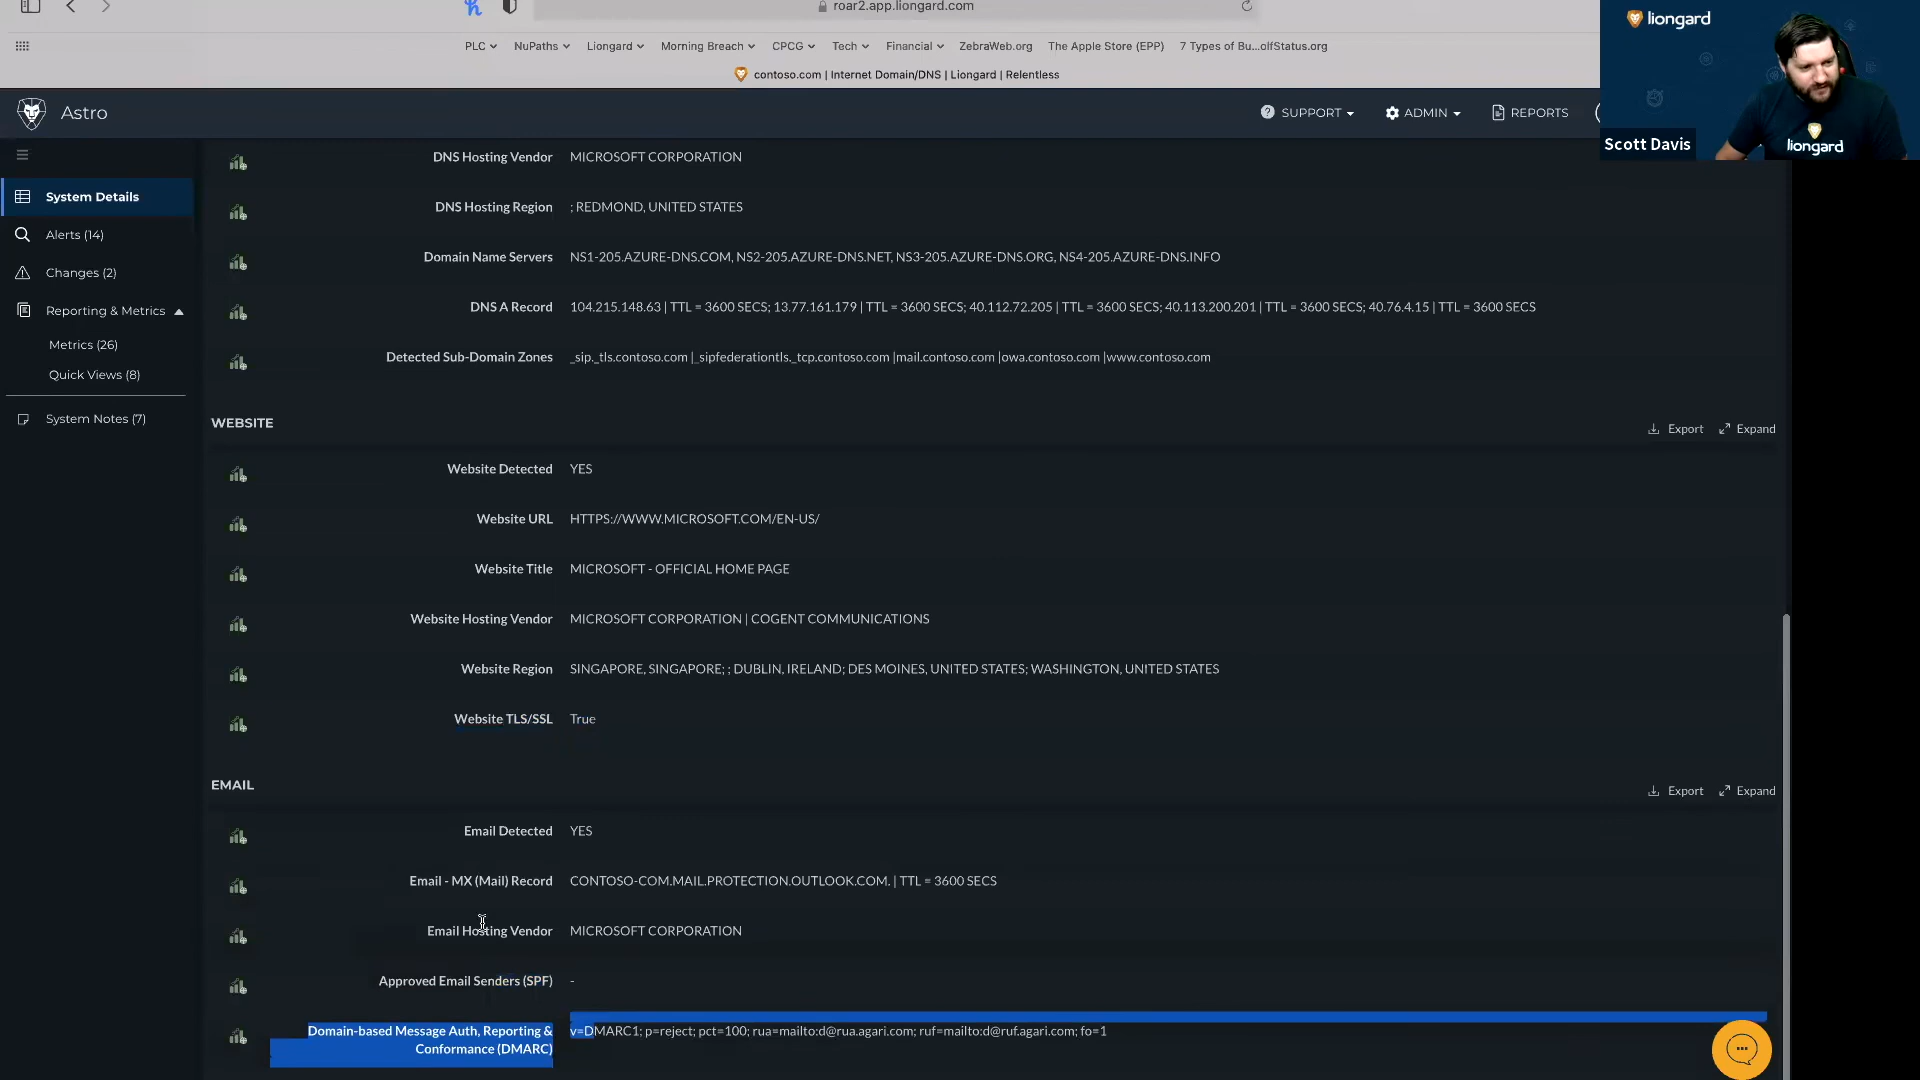 roar2.app.liongard.com
PLC NuPaths Liongard Morning Breach CPCG Tech Financial ZebraWeb.org The Apple Store (EPP) 7 Types of Bu...olfStatus.org
contoso.com | Internet Domain/DNS | Liongard | Relentless
liongard
liongard
Scott Davis
Astro
SUPPORT ADMIN REPORTS
System Details
Alerts (14)
Changes (2)
Reporting & Metrics
Metrics (26)
Quick Views (8)
System Notes (7)
DNS Hosting Vendor MICROSOFT CORPORATION
DNS Hosting Region ; REDMOND, UNITED STATES
Domain Name Servers NS1-205.AZURE-DNS.COM, NS2-205.AZURE-DNS.NET, NS3-205.AZURE-DNS.ORG, NS4-205.AZURE-DNS.INFO
DNS A Record 104.215.148.63 | TTL = 3600 SECS; 13.77.161.179 | TTL = 3600 SECS; 40.112.72.205 | TTL = 3600 SECS; 40.113.200.201 | TTL = 3600 SECS; 40.76.4.15 | TTL = 3600 SECS
Detected Sub-Domain Zones _sip._tls.contoso.com |_sipfederationtls._tcp.contoso.com |mail.contoso.com |owa.contoso.com |www.contoso.com
WEBSITE
Export Expand
Website Detected YES
Website URL HTTPS://WWW.MICROSOFT.COM/EN-US/
Website Title MICROSOFT - OFFICIAL HOME PAGE
Website Hosting Vendor MICROSOFT CORPORATION | COGENT COMMUNICATIONS
Website Region SINGAPORE, SINGAPORE; ; DUBLIN, IRELAND; DES MOINES, UNITED STATES; WASHINGTON, UNITED STATES
Website TLS/SSL True
EMAIL
Export Expand
Email Detected YES
Email - MX (Mail) Record CONTOSO-COM.MAIL.PROTECTION.OUTLOOK.COM. | TTL = 3600 SECS
Email Hosting Vendor MICROSOFT CORPORATION
Approved Email Senders (SPF) -
Domain-based Message Auth, Reporting & v=DMARC1; p=reject; pct=100; rua=mailto:d@rua.agari.com; ruf=mailto:d@ruf.agari.com; fo=1
Conformance (DMARC)